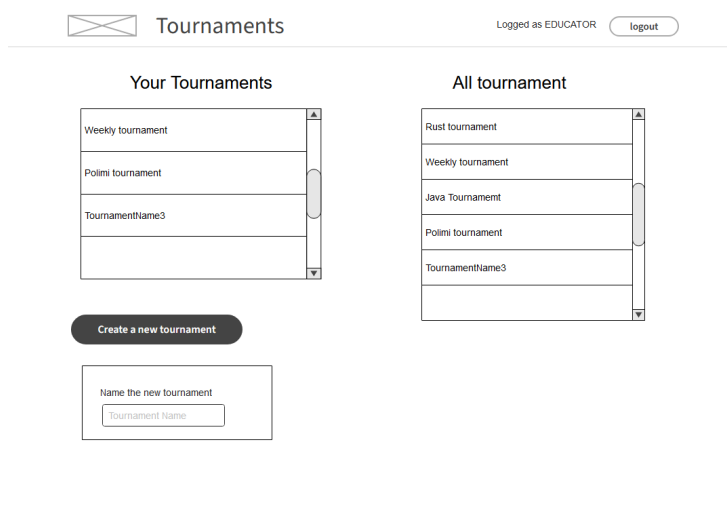 Tournaments
Logged as EDUCATOR
logout
Your Tournaments
Weekly tournament
Polimi tournament
TournamentName3
All tournament
Rust tournament
Weekly tournament
Java Tournamemt
Polimi tournament
TournamentName3
Create a new tournament
Name the new tournament
Tournament Name